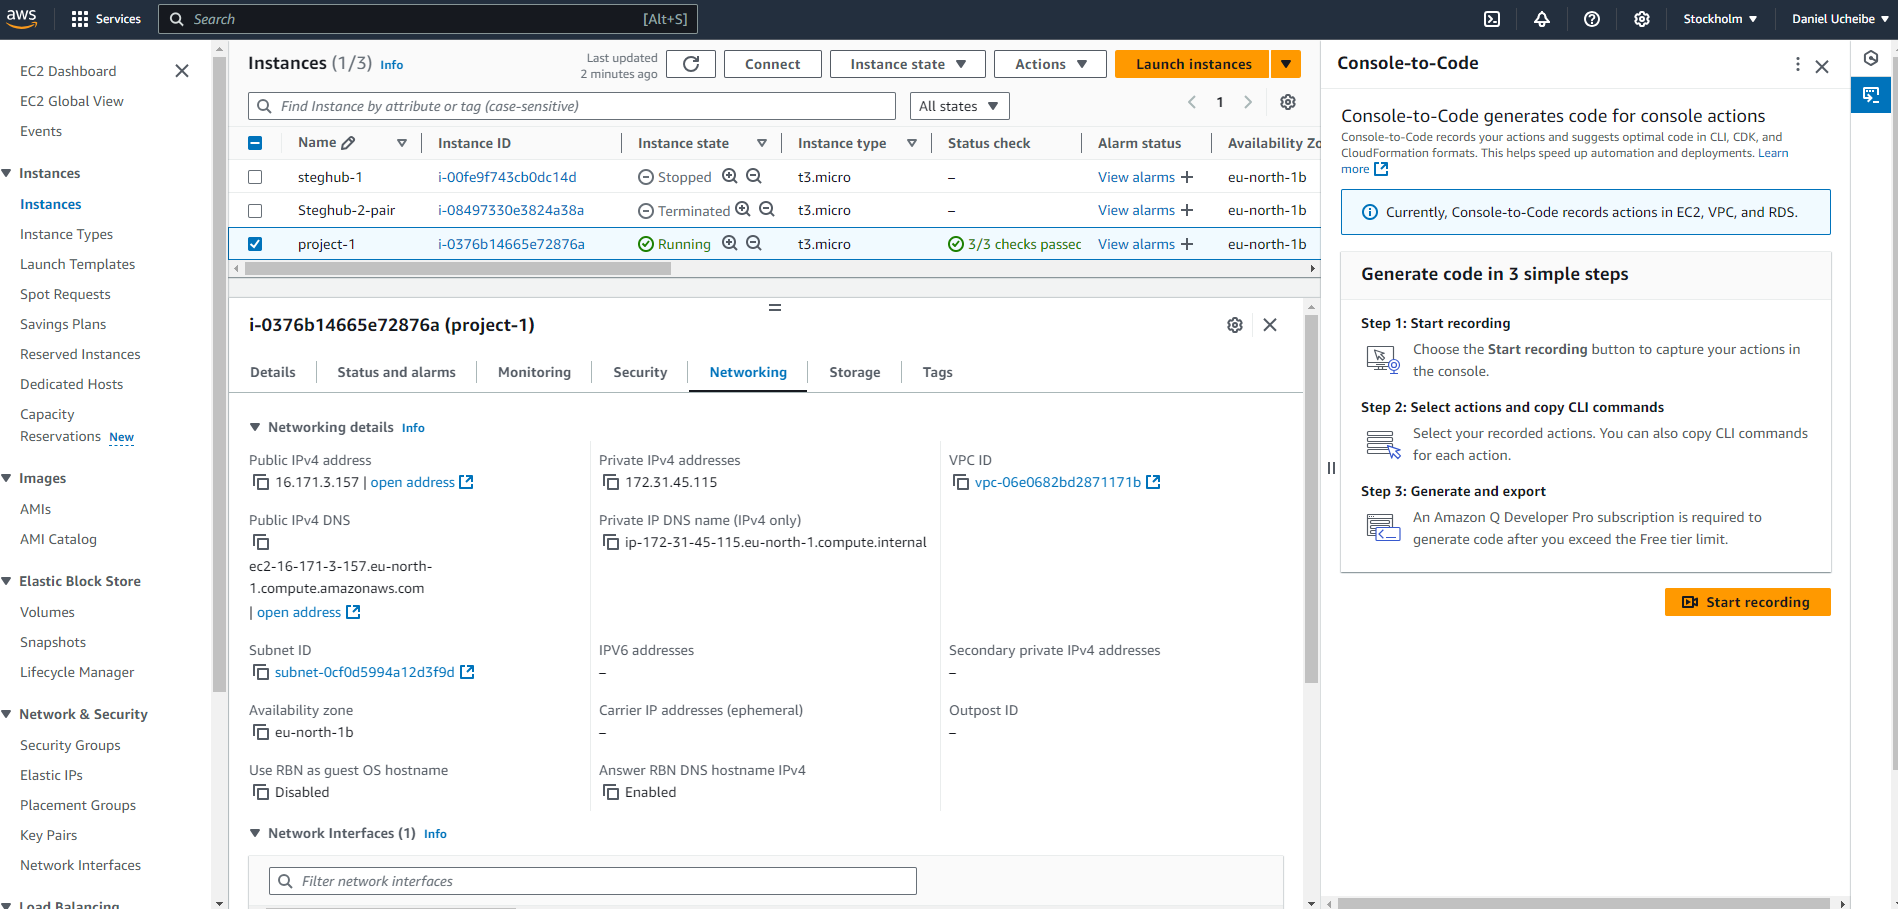 aws
Services
Search
[Alt+S]
Stockholm
Daniel Ucheibe
EC2 Dashboard
EC2 Global View
Events
Instances
Instances
Instance Types
Launch Templates
Spot Requests
Savings Plans
Reserved Instances
Dedicated Hosts
Capacity
Reservations New
Images
AMIs
AMI Catalog
Elastic Block Store
Volumes
Snapshots
Lifecycle Manager
Network & Security
Security Groups
Elastic IPs
Placement Groups
Key Pairs
Network Interfaces
Load Balancing
Instances (1/3) Info
Last updated
2 minutes ago
Connect
Instance state
Actions
Launch instances
Find Instance by attribute or tag (case-sensitive)
All states
1
Name Instance ID Instance state Instance type Status check Alarm status Availability Zo
steghub-1 i-00fe9f743cb0dc14d Stopped t3.micro – View alarms + eu-north-1b
Steghub-2-pair i-08497330e3824a38a Terminated t3.micro – View alarms + eu-north-1b
project-1 i-0376b14665e72876a Running t3.micro 3/3 checks passec View alarms + eu-north-1b
i-0376b14665e72876a (project-1)
Details
Status and alarms
Monitoring
Security
Networking
Storage
Tags
Networking details Info
Public IPv4 address
16.171.3.157 | open address
Private IPv4 addresses
172.31.45.115
VPC ID
vpc-06e0682bd2871171b
Public IPv4 DNS
ec2-16-171-3-157.eu-north-
1.compute.amazonaws.com
| open address
Private IP DNS name (IPv4 only)
ip-172-31-45-115.eu-north-1.compute.internal
Subnet ID
subnet-0cf0d5994a12d3f9d
IPV6 addresses
–
Secondary private IPv4 addresses
–
Availability zone
eu-north-1b
Carrier IP addresses (ephemeral)
–
Outpost ID
–
Use RBN as guest OS hostname
Disabled
Answer RBN DNS hostname IPv4
Enabled
Network Interfaces (1) Info
Filter network interfaces
Console-to-Code
Console-to-Code generates code for console actions
Console-to-Code records your actions and suggests optimal code in CLI, CDK, and
CloudFormation formats. This helps speed up automation and deployments. Learn
more
Currently, Console-to-Code records actions in EC2, VPC, and RDS.
Generate code in 3 simple steps
Step 1: Start recording
Choose the Start recording button to capture your actions in
the console.
Step 2: Select actions and copy CLI commands
Select your recorded actions. You can also copy CLI commands
for each action.
Step 3: Generate and export
An Amazon Q Developer Pro subscription is required to
generate code after you exceed the Free tier limit.
Start recording